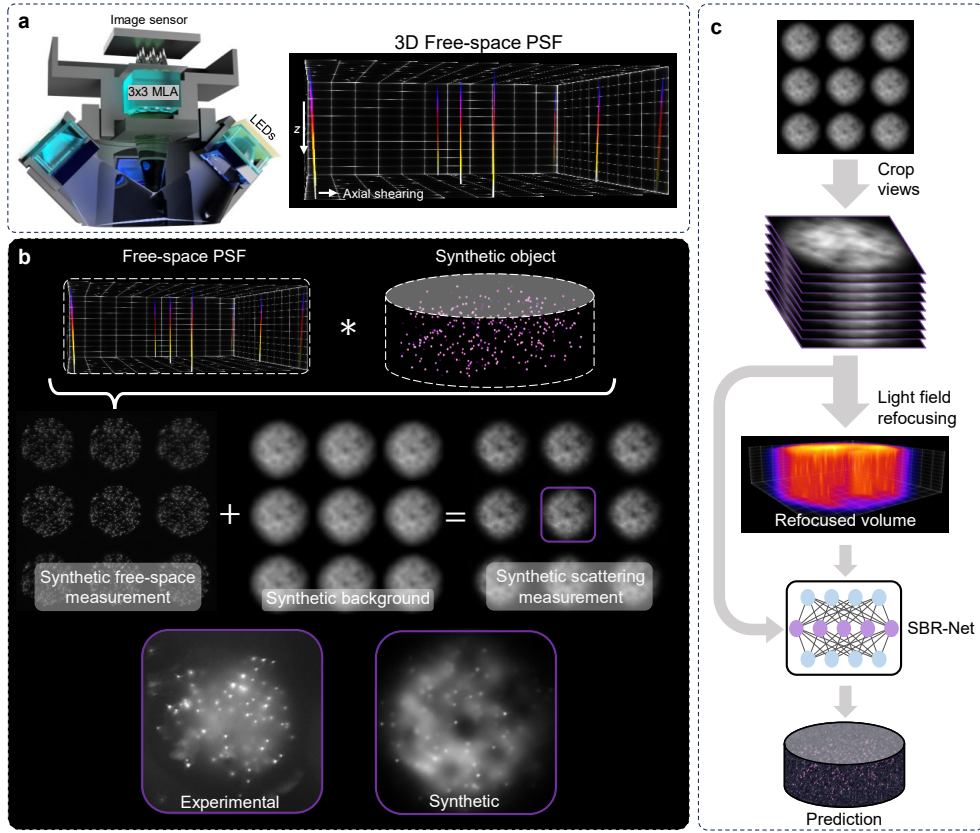 a
Image sensor
3x3 MLA
LEDs
3D Free-space PSF
z
Axial shearing
b
Free-space PSF
Synthetic object
*
+
=
Synthetic free-space
measurement
Synthetic background
Synthetic scattering
measurement
Experimental
Synthetic
c
Crop
views
Light field
refocusing
Refocused volume
SBR-Net
Prediction